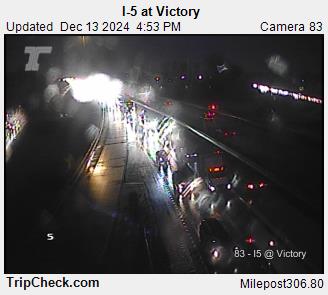 I-5 at Victory
Updated Dec 13 2024 4:53 PM Camera 83
T
S
83 - I5 @ Victory
TripCheck.com Milepost306.80